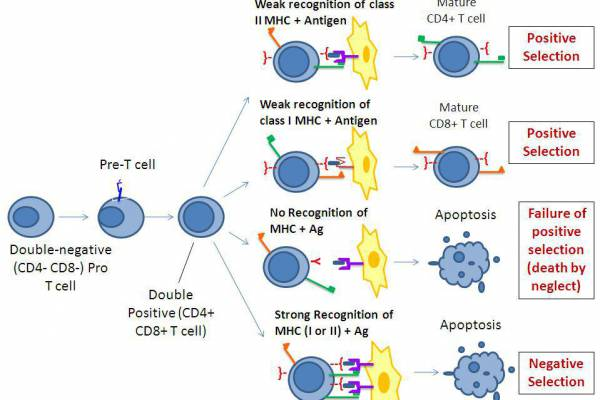 Weak recognition of class
II MHC + Antigen
Mature
CD4+ T cell
Positive
Selection
Weak recognition of
class I MHC + Antigen
Mature
CD8+ T cell
Positive
Selection
Pre-T cell
Double-negative
(CD4- CD8-) Pro
T cell
Double
Positive (CD4+
CD8+ T cell)
No Recognition of
MHC + Ag
Apoptosis
Failure of
positive
selection
(death by
neglect)
Strong Recognition of
MHC (I or II) + Ag
Apoptosis
Negative
Selection